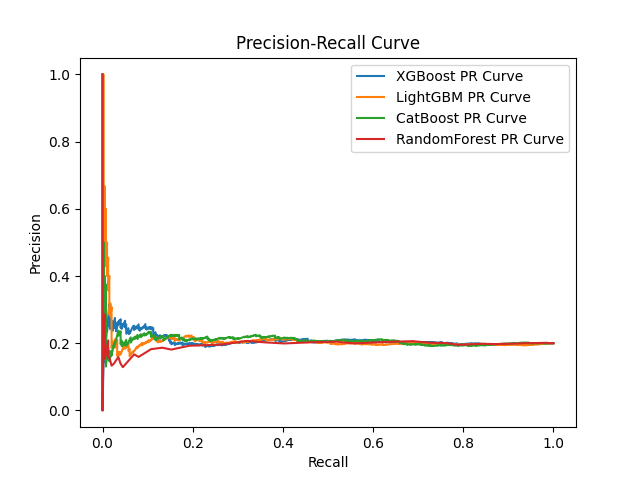 Precision-Recall Curve
XGBoost PR Curve
LightGBM PR Curve
CatBoost PR Curve
RandomForest PR Curve
1.0
0.8
0.6
0.4
0.2
0.0
Precision
0.0 0.2 0.4 0.6 0.8 1.0
Recall